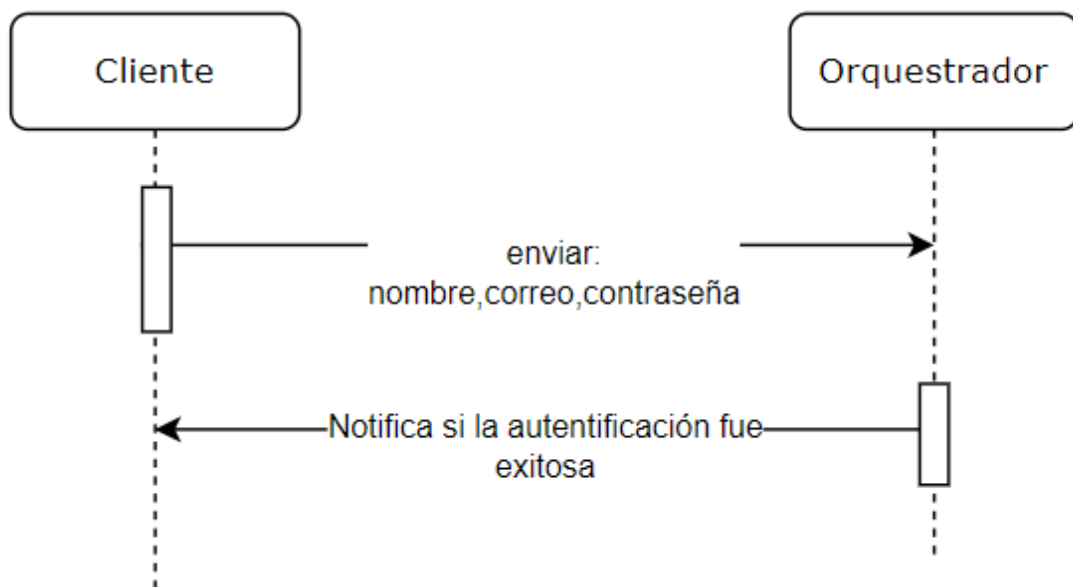 Cliente
Orquestrador
enviar:
nombre,correo,contraseña
Notifica si la autentificación fue
exitosa